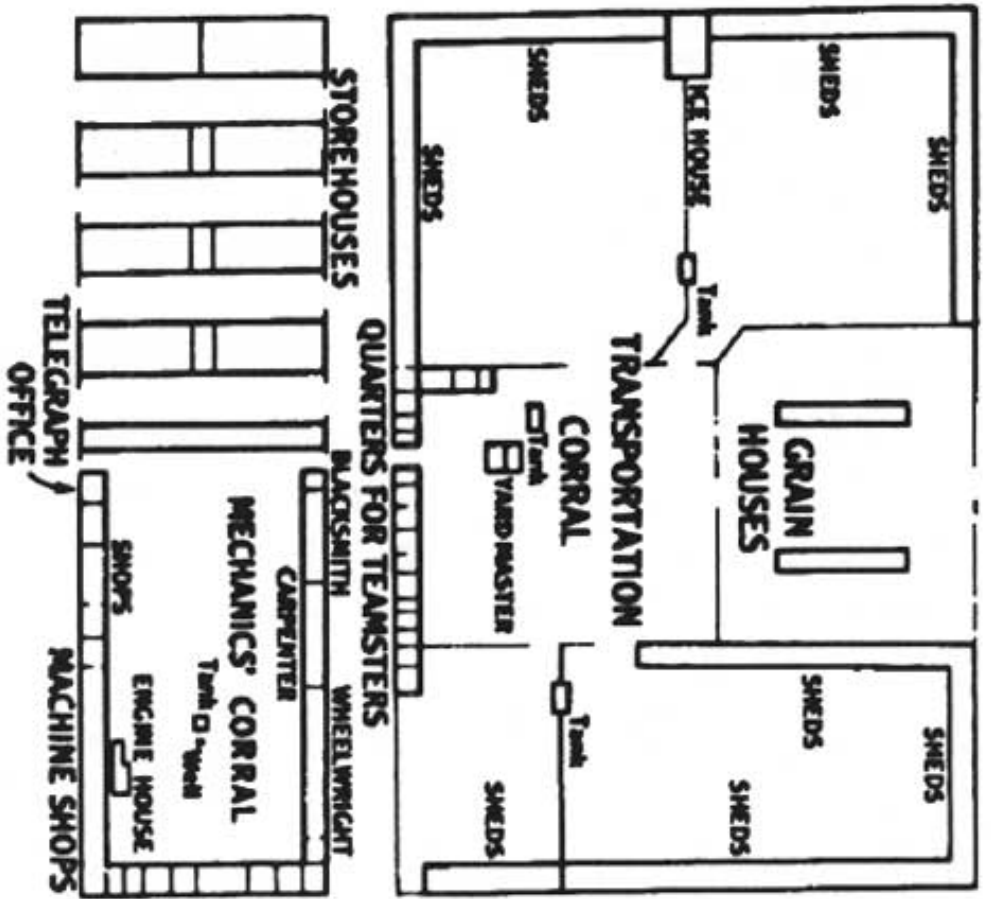 SHEDS
SHEDS
SHEDS
SHEDS
ICE HOUSE
Tank
STOREHOUSES
TELEGRAPH
OFFICE
QUARTERS FOR TEAMSTERS
TRANSPORTATION
CORRAL
Tank
YARD MASTER
GRAIN
HOUSES
BLACKSMITH
CARPENTER
WHEELWRIGHT
MECHANICS' CORRAL
SHOPS
Tank
Well
ENGINE HOUSE
MACHINE SHOPS
Tank
SHEDS
SHEDS
SHEDS
SHEDS